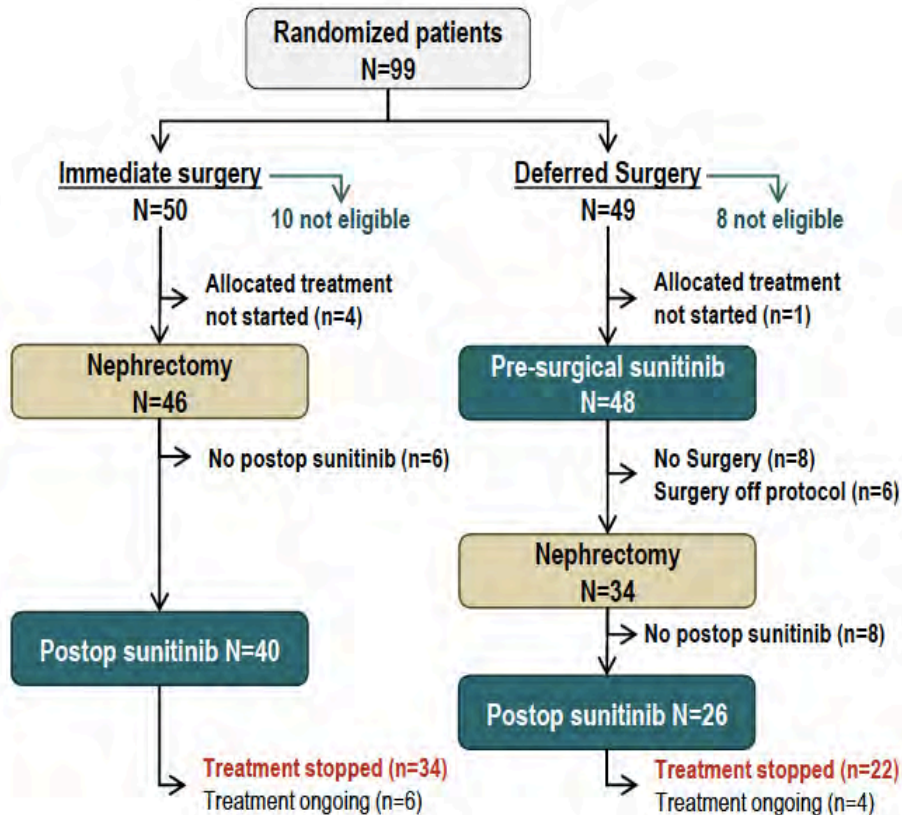 Randomized patients
N=99
Immediate surgery
N=50
10 not eligible
Allocated treatment
not started (n=4)
Nephrectomy
N=46
No postop sunitinib (n=6)
Postop sunitinib N=40
Treatment stopped (n=34)
Treatment ongoing (n=6)
Deferred Surgery
N=49
8 not eligible
Allocated treatment
not started (n=1)
Pre-surgical sunitinib
N=48
No Surgery (n=8)
Surgery off protocol (n=6)
Nephrectomy
N=34
No postop sunitinib (n=8)
Postop sunitinib N=26
Treatment stopped (n=22)
Treatment ongoing (n=4)